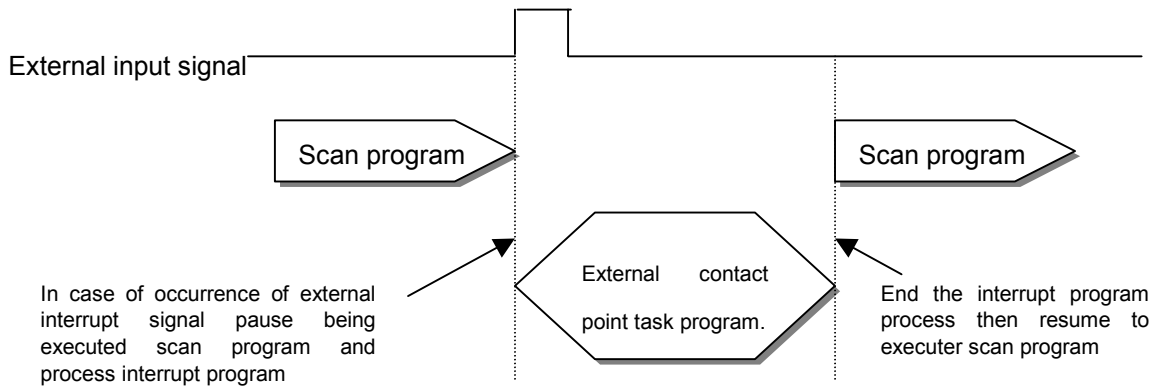 External input signal
Scan program
Scan program
External contact
point task program.
In case of occurrence of external
interrupt signal pause being
executed scan program and
process interrupt program
End the interrupt program
process then resume to
executer scan program